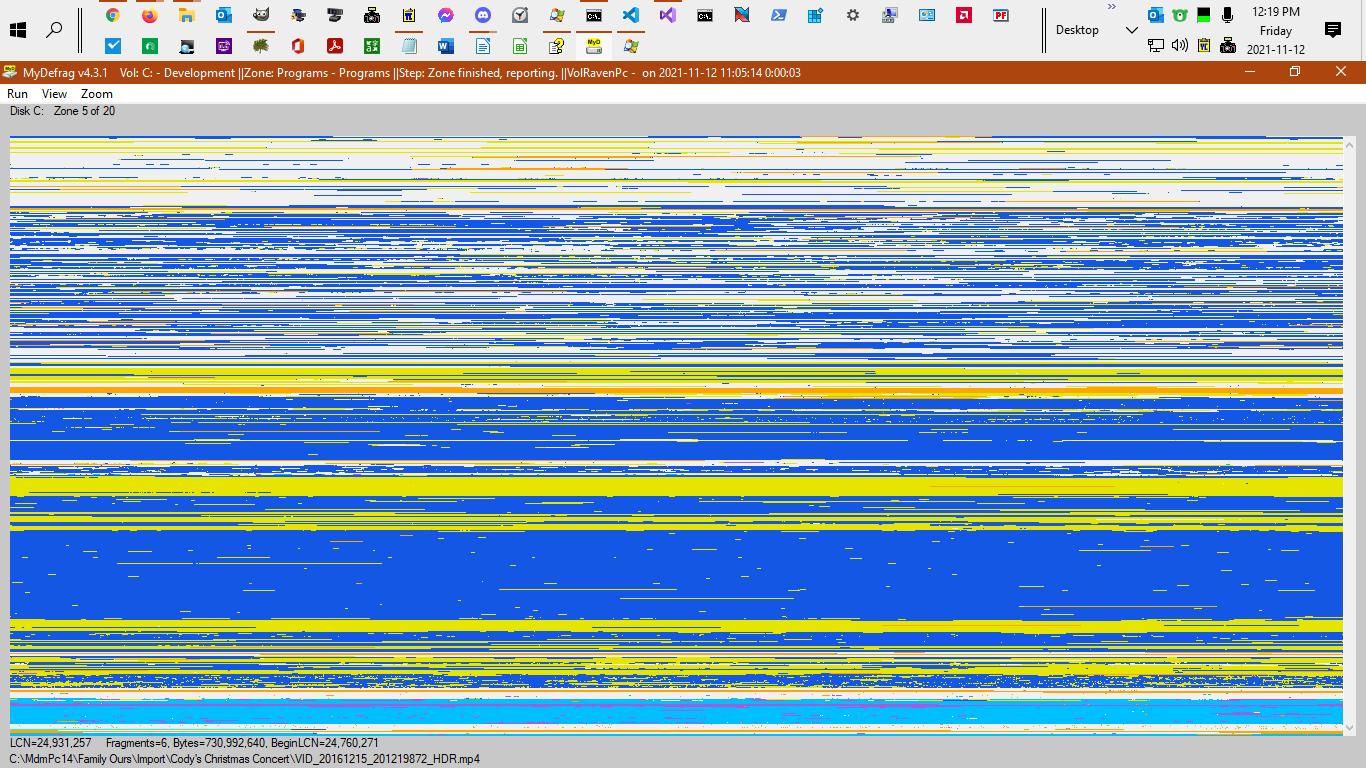 12:19 PM
Desktop
Friday
2021-11-12
MyDefrag v4.3.1 Vol: C: - Development ||Zone: Programs - Programs ||Step: Zone finished, reporting. ||VolRavenPc - on 2021-11-12 11:05:14 0:00:03
Run View Zoom
Disk C: Zone 5 of 20
LCN=24,931,257 Fragments=6, Bytes=730,992,640, BeginLCN=24,760,271
C:\MdmPc14\Family Ours\Import\Cody's Christmas Concert\VID_20161215_201219872_HDR.mp4